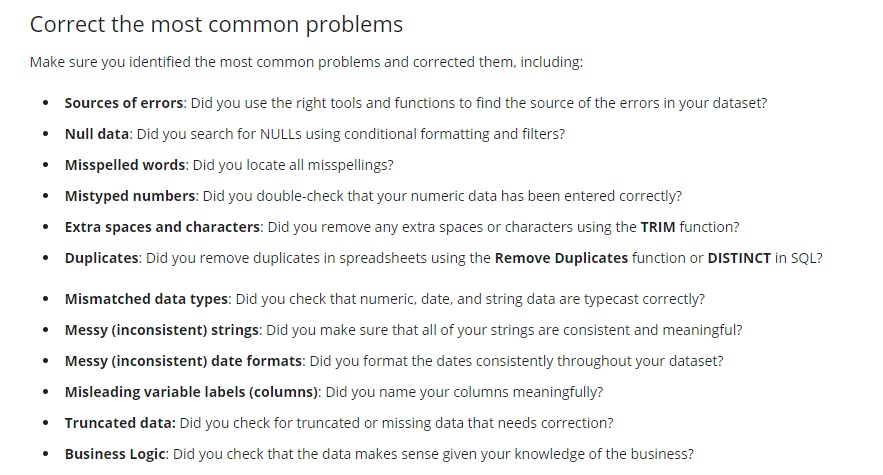 Correct the most common problems
Make sure you identified the most common problems and corrected them, including:
• Sources of errors: Did you use the right tools and functions to find the source of the errors in your dataset?
• Null data: Did you search for NULLs using conditional formatting and filters?
• Misspelled words: Did you locate all misspellings?
• Mistyped numbers: Did you double-check that your numeric data has been entered correctly?
• Extra spaces and characters: Did you remove any extra spaces or characters using the TRIM function?
• Duplicates: Did you remove duplicates in spreadsheets using the Remove Duplicates function or DISTINCT in SQL?
• Mismatched data types: Did you check that numeric, date, and string data are typecast correctly?
• Messy (inconsistent) strings: Did you make sure that all of your strings are consistent and meaningful?
• Messy (inconsistent) date formats: Did you format the dates consistently throughout your dataset?
• Misleading variable labels (columns): Did you name your columns meaningfully?
• Truncated data: Did you check for truncated or missing data that needs correction?
• Business Logic: Did you check that the data makes sense given your knowledge of the business?